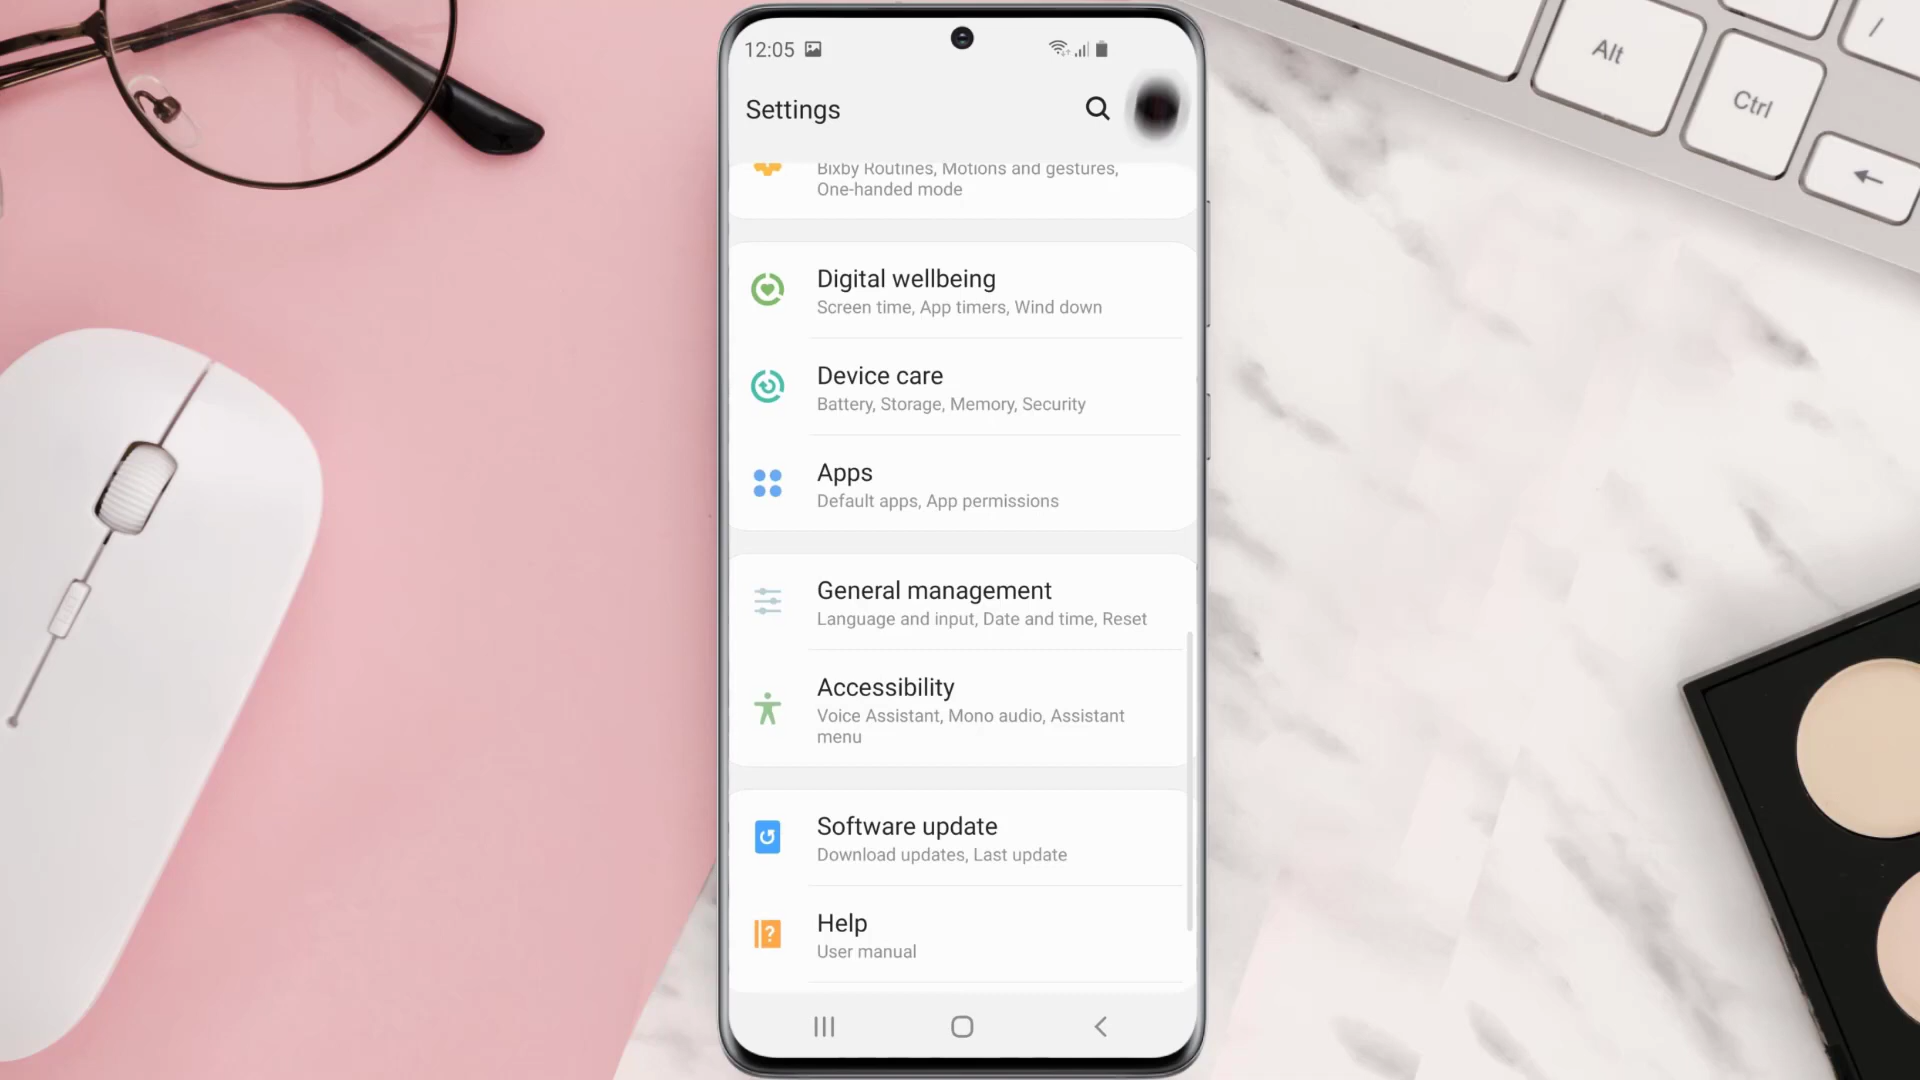 12:05
Settings
Bixby Routines, Motions and gestures,
One-handed mode
Digital wellbeing
Screen time, App timers, Wind down
Device care
Battery, Storage, Memory, Security
Apps
Default apps, App permissions
General management
Language and input, Date and time, Reset
Accessibility
Voice Assistant, Mono audio, Assistant
menu
Software update
Download updates, Last update
Help
User manual
Alt
Ctrl
/